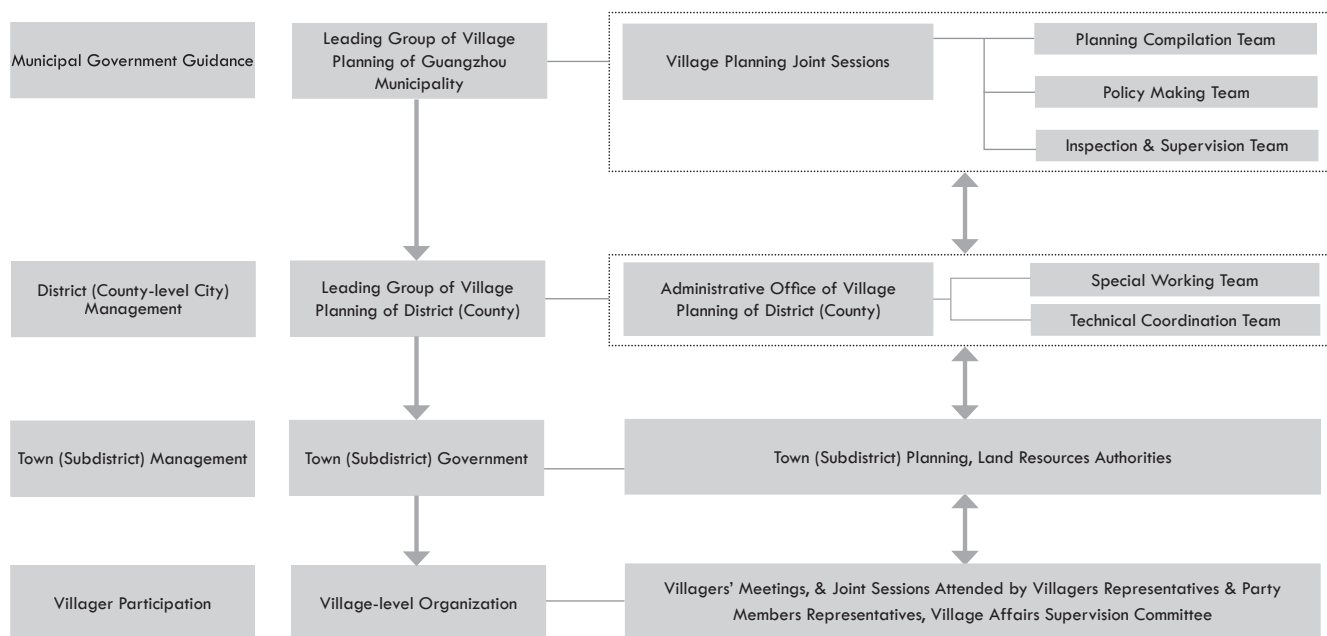 Municipal Government Guidance
Leading Group of Village
Planning of Guangzhou
Municipality
Village Planning Joint Sessions
Planning Compilation Team
Policy Making Team
Inspection & Supervision Team
District (County-level City)
Management
Leading Group of Village
Planning of District (County)
Administrative Office of Village
Planning of District (County)
Special Working Team
Technical Coordination Team
Town (Subdistrict) Management
Town (Subdistrict) Government
Town (Subdistrict) Planning, Land Resources Authorities
Villager Participation
Village-level Organization
Villagers’ Meetings, & Joint Sessions Attended by Villagers Representatives & Party
Members Representatives, Village Affairs Supervision Committee